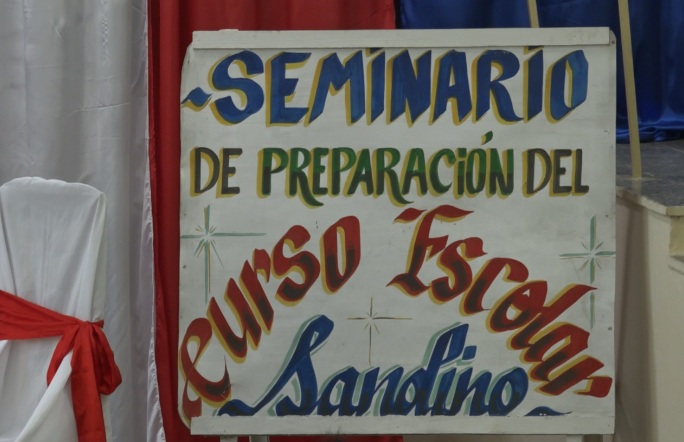 SEMINARIO
DE PREPARACIÓN DEL
Curso Escolar
Sandino